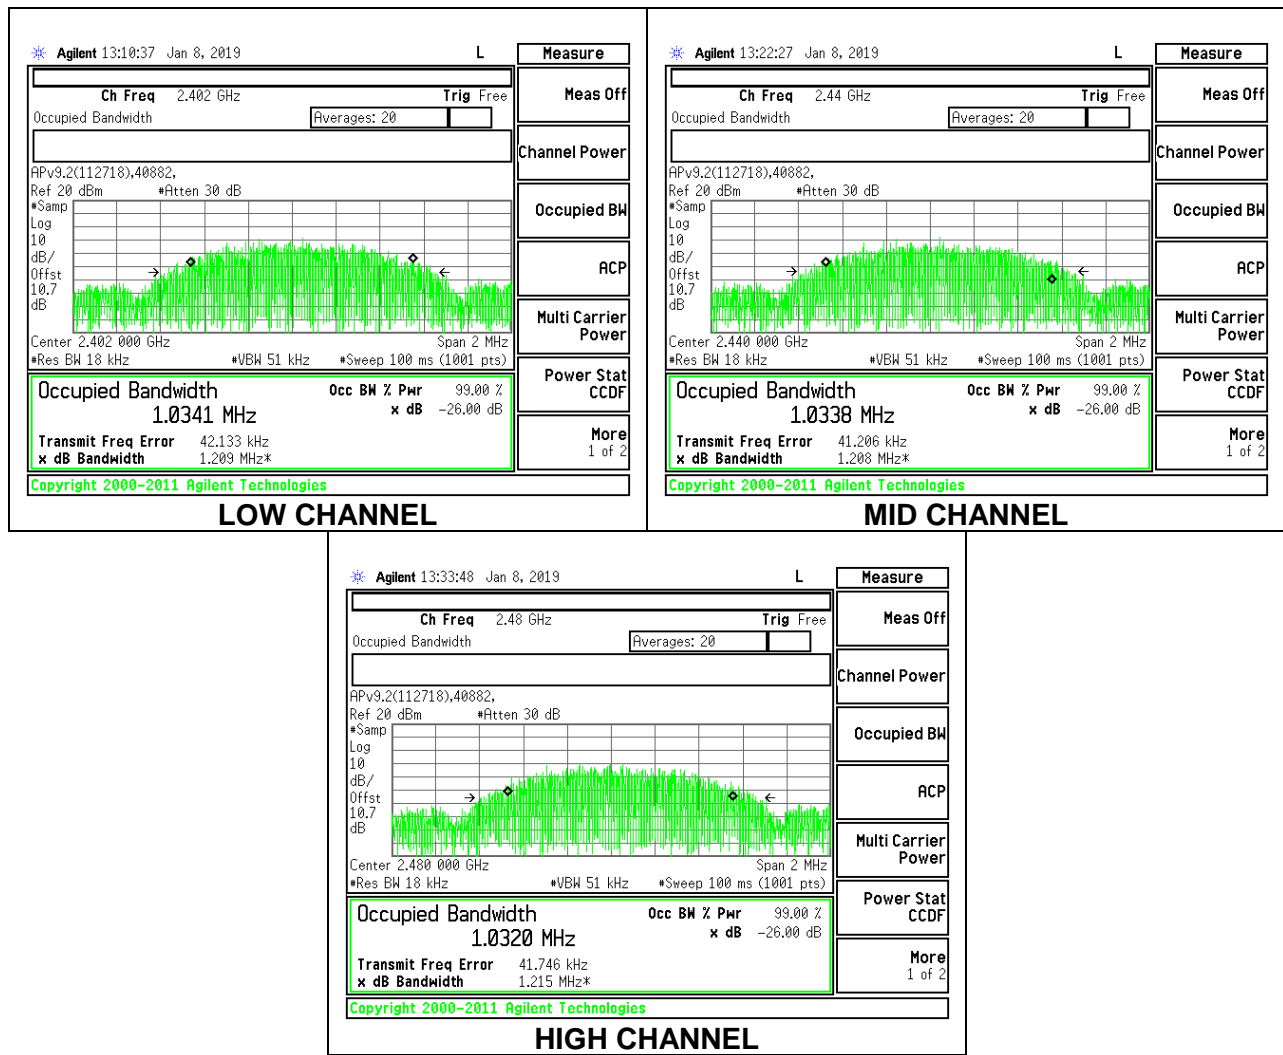 Agilent 13:10:37 Jan 8, 2019 L Measure
Ch Freq 2.402 GHz Trig Free
Meas Off
Occupied Bandwidth Averages: 20
Channel Power
APv9.2(112718),40882,
Ref 20 dBm #Atten 30 dB
#Samp
Log
10
dB/
Offst
10.7
dB
Occupied BW
ACP
Multi Carrier
Power
Center 2.402 000 GHz Span 2 MHz
#Res BW 18 kHz #VBW 51 kHz #Sweep 100 ms (1001 pts)
Power Stat
CCDF
Occupied Bandwidth Occ BW % Pwr 99.00 %
1.0341 MHz x dB -26.00 dB
Transmit Freq Error 42.133 kHz
x dB Bandwidth 1.209 MHz*
More
1 of 2
Copyright 2000-2011 Agilent Technologies
LOW CHANNEL
Agilent 13:22:27 Jan 8, 2019 L Measure
Ch Freq 2.44 GHz Trig Free
Meas Off
Occupied Bandwidth Averages: 20
Channel Power
APv9.2(112718),40882,
Ref 20 dBm #Atten 30 dB
#Samp
Log
10
dB/
Offst
10.7
dB
Occupied BW
ACP
Multi Carrier
Power
Center 2.440 000 GHz Span 2 MHz
#Res BW 18 kHz #VBW 51 kHz #Sweep 100 ms (1001 pts)
Power Stat
CCDF
Occupied Bandwidth Occ BW % Pwr 99.00 %
1.0338 MHz x dB -26.00 dB
Transmit Freq Error 41.206 kHz
x dB Bandwidth 1.208 MHz*
More
1 of 2
Copyright 2000-2011 Agilent Technologies
MID CHANNEL
Agilent 13:33:48 Jan 8, 2019 L Measure
Ch Freq 2.48 GHz Trig Free
Meas Off
Occupied Bandwidth Averages: 20
Channel Power
APv9.2(112718),40882,
Ref 20 dBm #Atten 30 dB
#Samp
Log
10
dB/
Offst
10.7
dB
Occupied BW
ACP
Multi Carrier
Power
Center 2.480 000 GHz Span 2 MHz
#Res BW 18 kHz #VBW 51 kHz #Sweep 100 ms (1001 pts)
Power Stat
CCDF
Occupied Bandwidth Occ BW % Pwr 99.00 %
1.0320 MHz x dB -26.00 dB
Transmit Freq Error 41.746 kHz
x dB Bandwidth 1.215 MHz*
More
1 of 2
Copyright 2000-2011 Agilent Technologies
HIGH CHANNEL